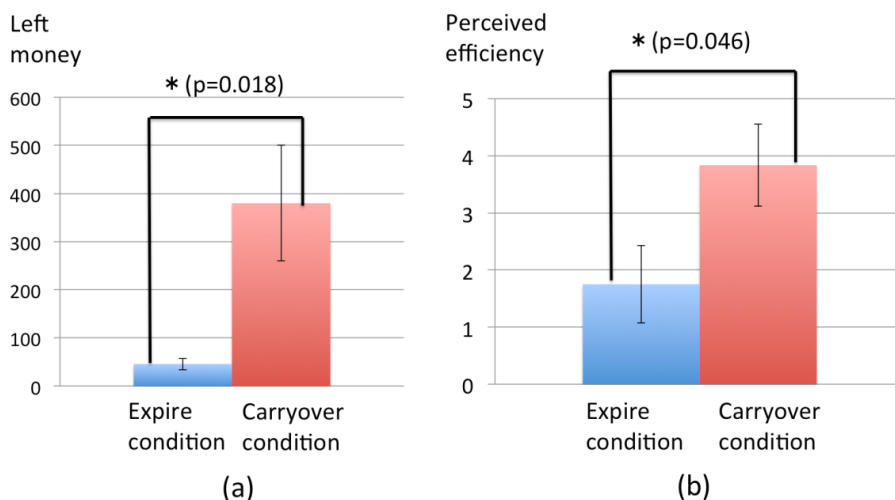 Left
money
* (p=0.018)
600
500
400
300
200
100
0
Expire
condition
Carryover
condition
(a)
Perceived
efficiency
* (p=0.046)
5
4
3
2
1
0
Expire
condition
Carryover
condition
(b)